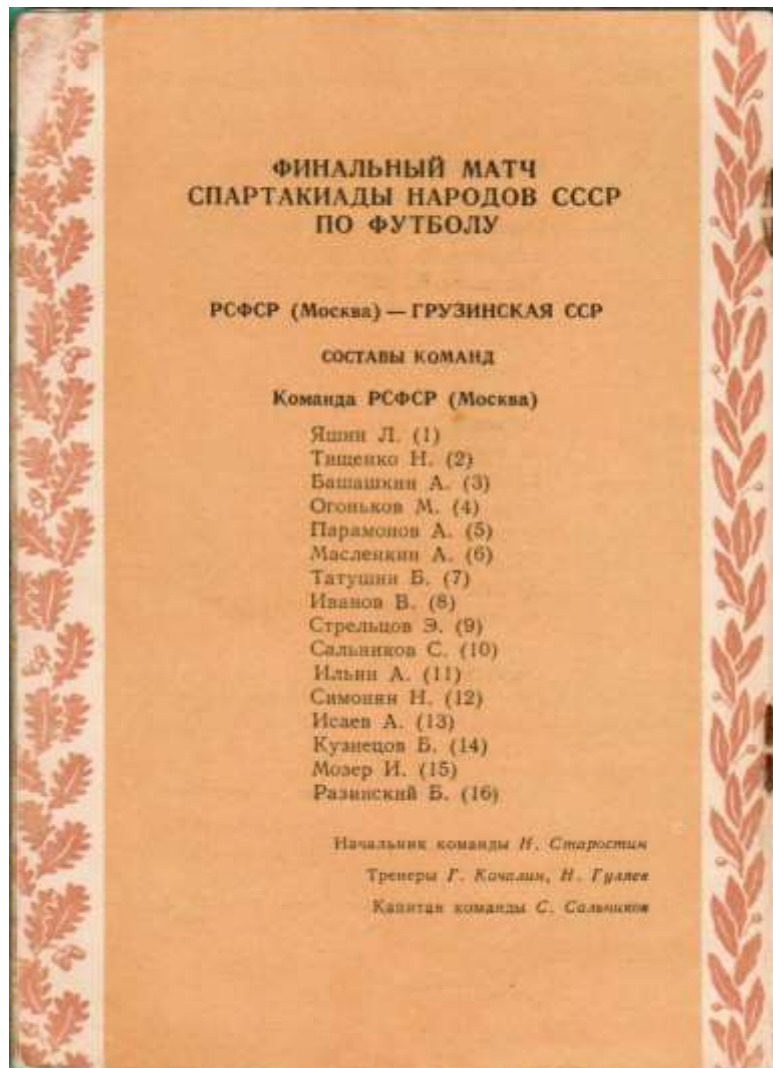 ФИНАЛЬНЫЙ МАТЧ
СПАРТАКИАДЫ НАРОДОВ СССР
ПО ФУТБОЛУ
РСФСР (Москва) — ГРУЗИНСКАЯ ССР
СОСТАВЫ КОМАНД
Команда РСФСР (Москва)
Яшин Л. (1)
Тищенко Н. (2)
Башашкин А. (3)
Огоньков М. (4)
Парамонов А. (5)
Масленкин А. (6)
Татушин Б. (7)
Иванов В. (8)
Стрельцов Э. (9)
Сальников С. (10)
Ильин А. (11)
Симонян Н. (12)
Исаев А. (13)
Кузнецов Б. (14)
Мозер И. (15)
Разинский Б. (16)
Начальник команды Н. Старостин
Тренеры Г. Качалин, Н. Гуляев
Капитан команды С. Сальников